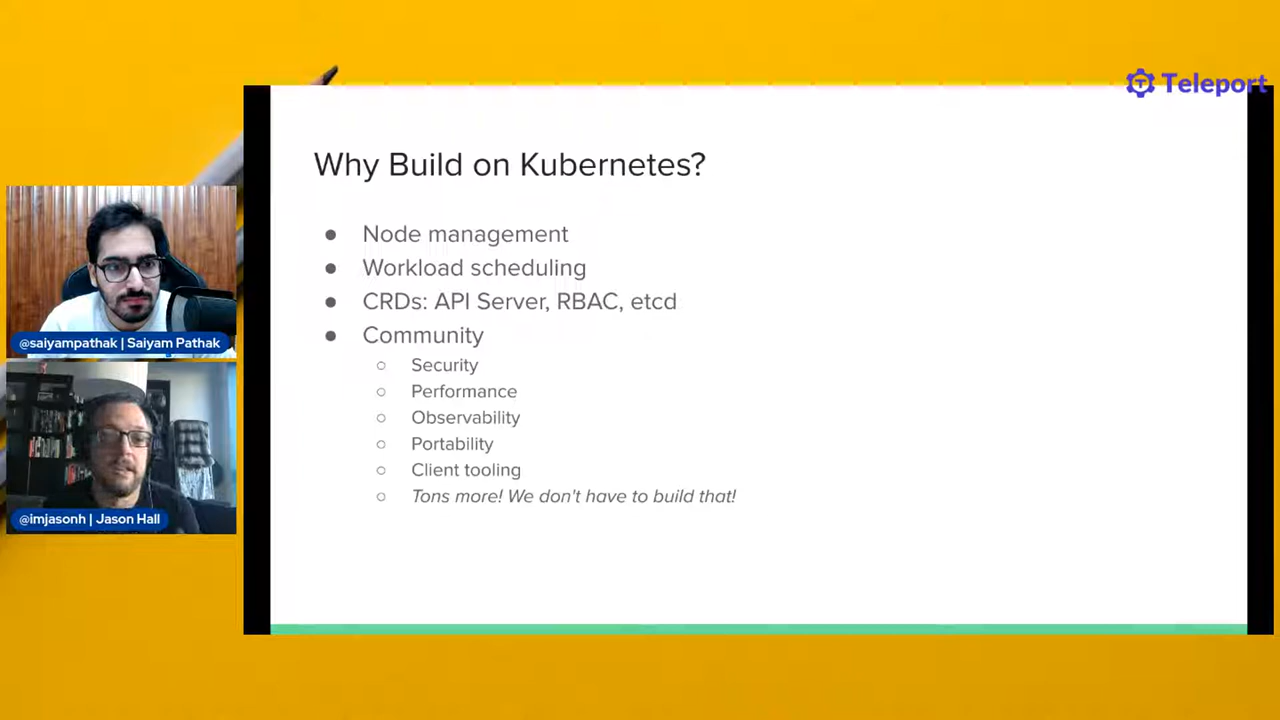 Teleport
Why Build on Kubernetes?
● Node management
● Workload scheduling
● CRDs: API Server, RBAC, etcd
● Community
○ Security
○ Performance
○ Observability
○ Portability
○ Client tooling
○ Tons more! We don't have to build that!
@saiyampathak | Saiyam Pathak
@imjasonh | Jason Hall